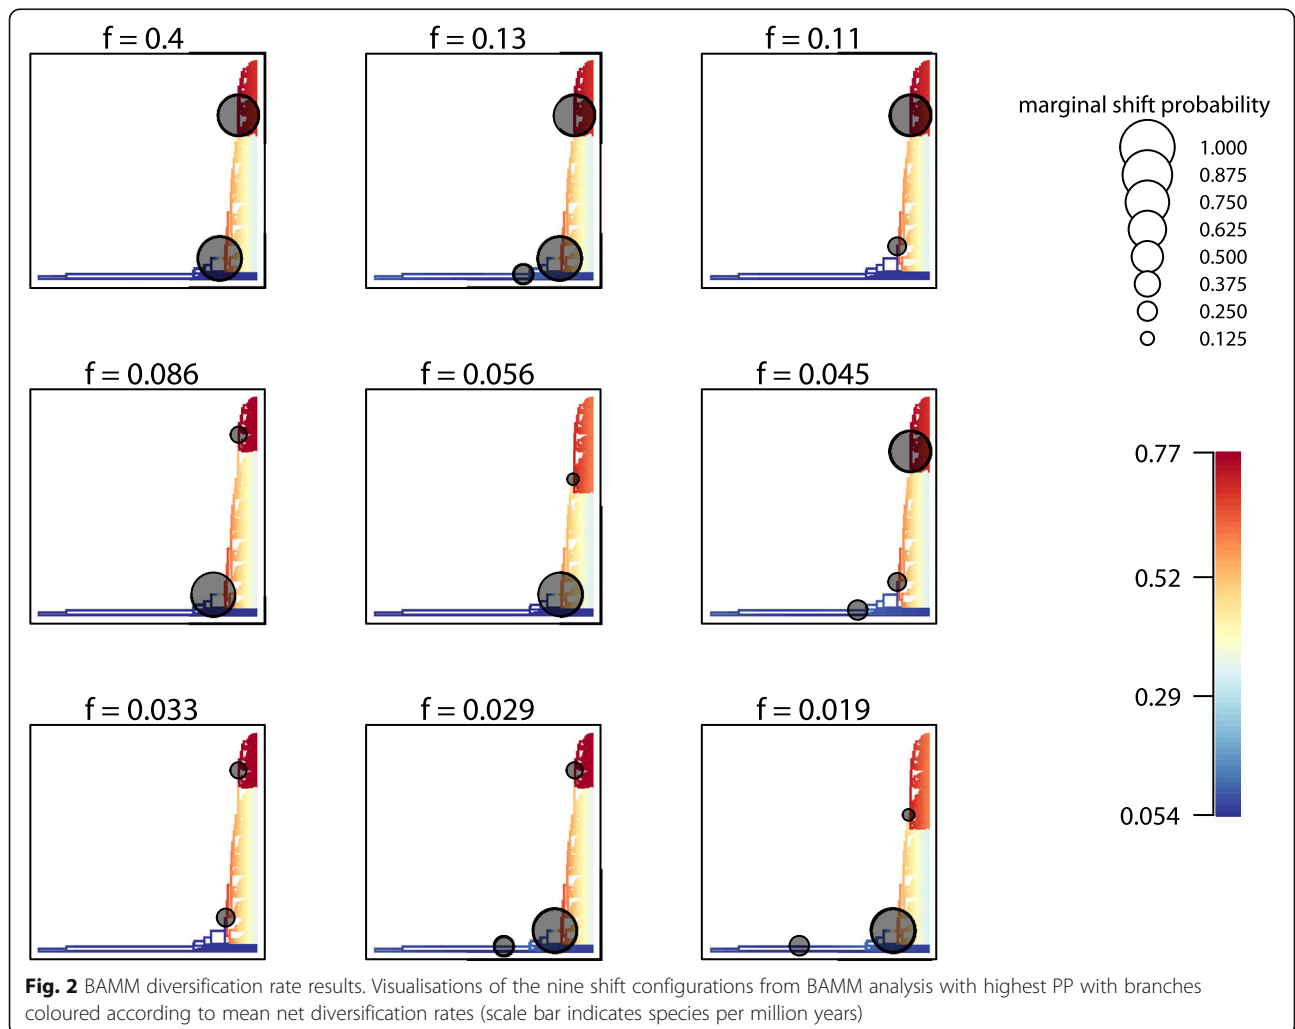 f = 0.4
f = 0.13
f = 0.11
marginal shift probability
1.000
0.875
0.750
0.625
0.500
0.375
0.250
0.125
f = 0.086
f = 0.056
f = 0.045
0.77
0.52
0.29
0.054
f = 0.033
f = 0.029
f = 0.019
Fig. 2 BAMM diversification rate results. Visualisations of the nine shift configurations from BAMM analysis with highest PP with branches
coloured according to mean net diversification rates (scale bar indicates species per million years)